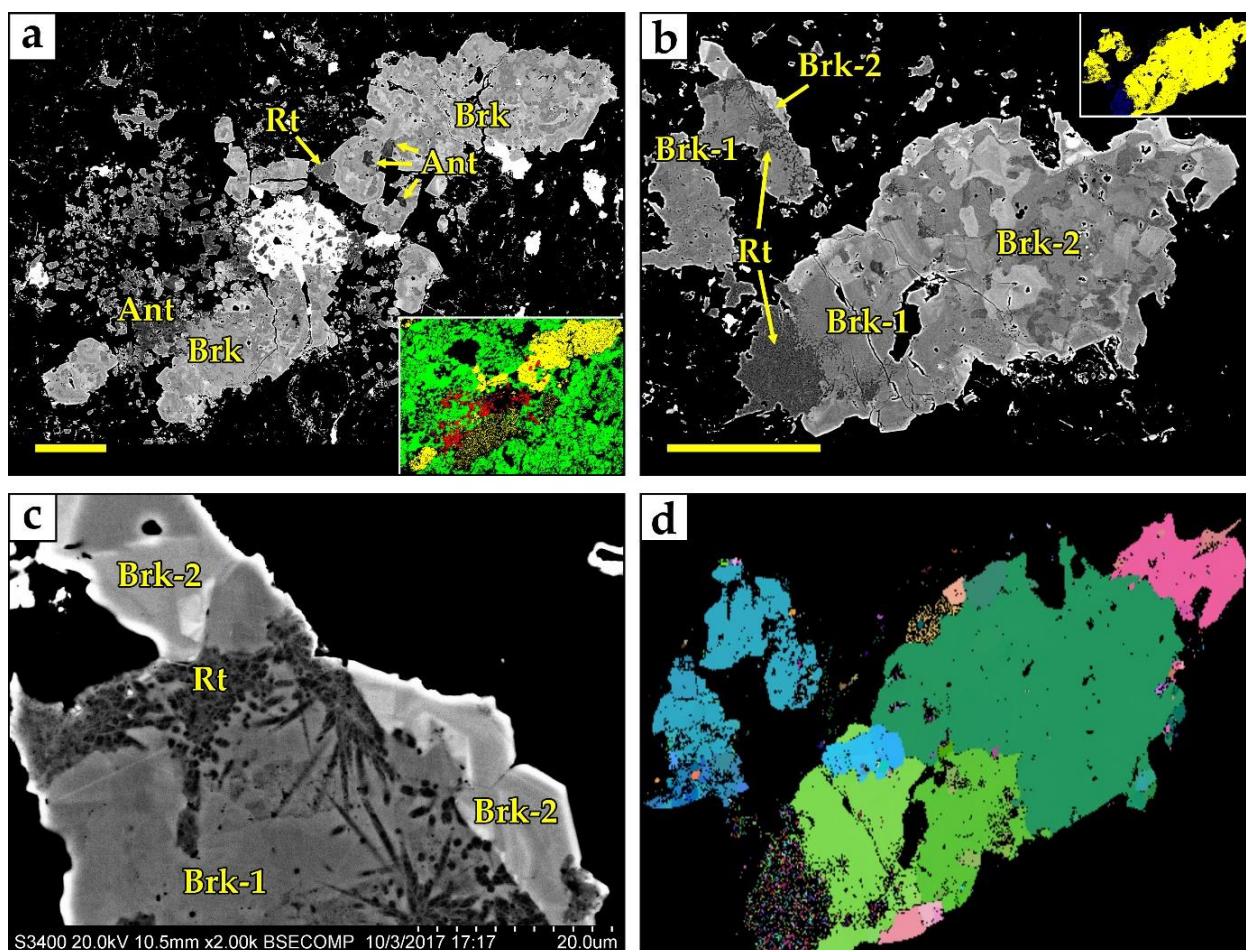 a
Rt
Brk
Ant
Ant
Brk
b
Brk-2
Brk-1
Rt
Brk-2
Brk-1
c
Brk-2
Rt
Brk-2
Brk-1
S3400 20.0kV 10.5mm x2.00k BSECOMP 10/3/2017 17:17 20.0um
d